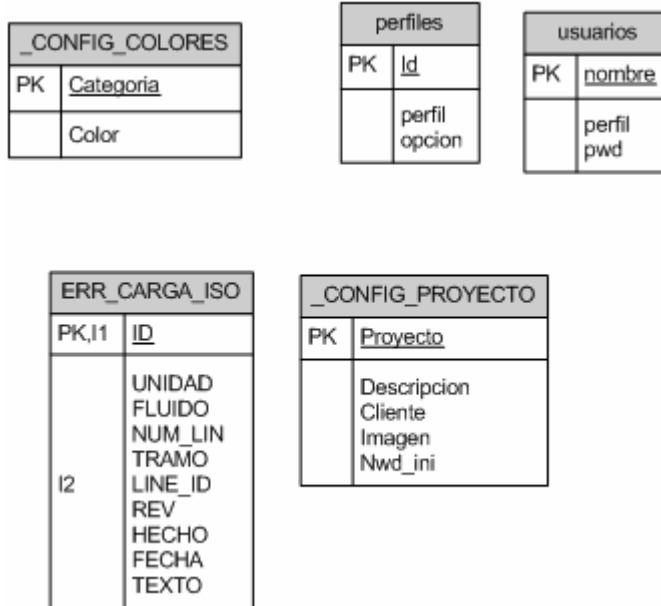 _CONFIG_COLORES
PK Categoria
Color
perfiles
PK Id
perfil
opcion
usuarios
PK nombre
perfil
pwd
ERR_CARGA_ISO
PK,I1 ID
UNIDAD
FLUIDO
NUM_LIN
TRAMO
I2 LINE_ID
REV
HECHO
FECHA
TEXTO
_CONFIG_PROYECTO
PK Proyecto
Descripcion
Cliente
Imagen
Nwd_ini